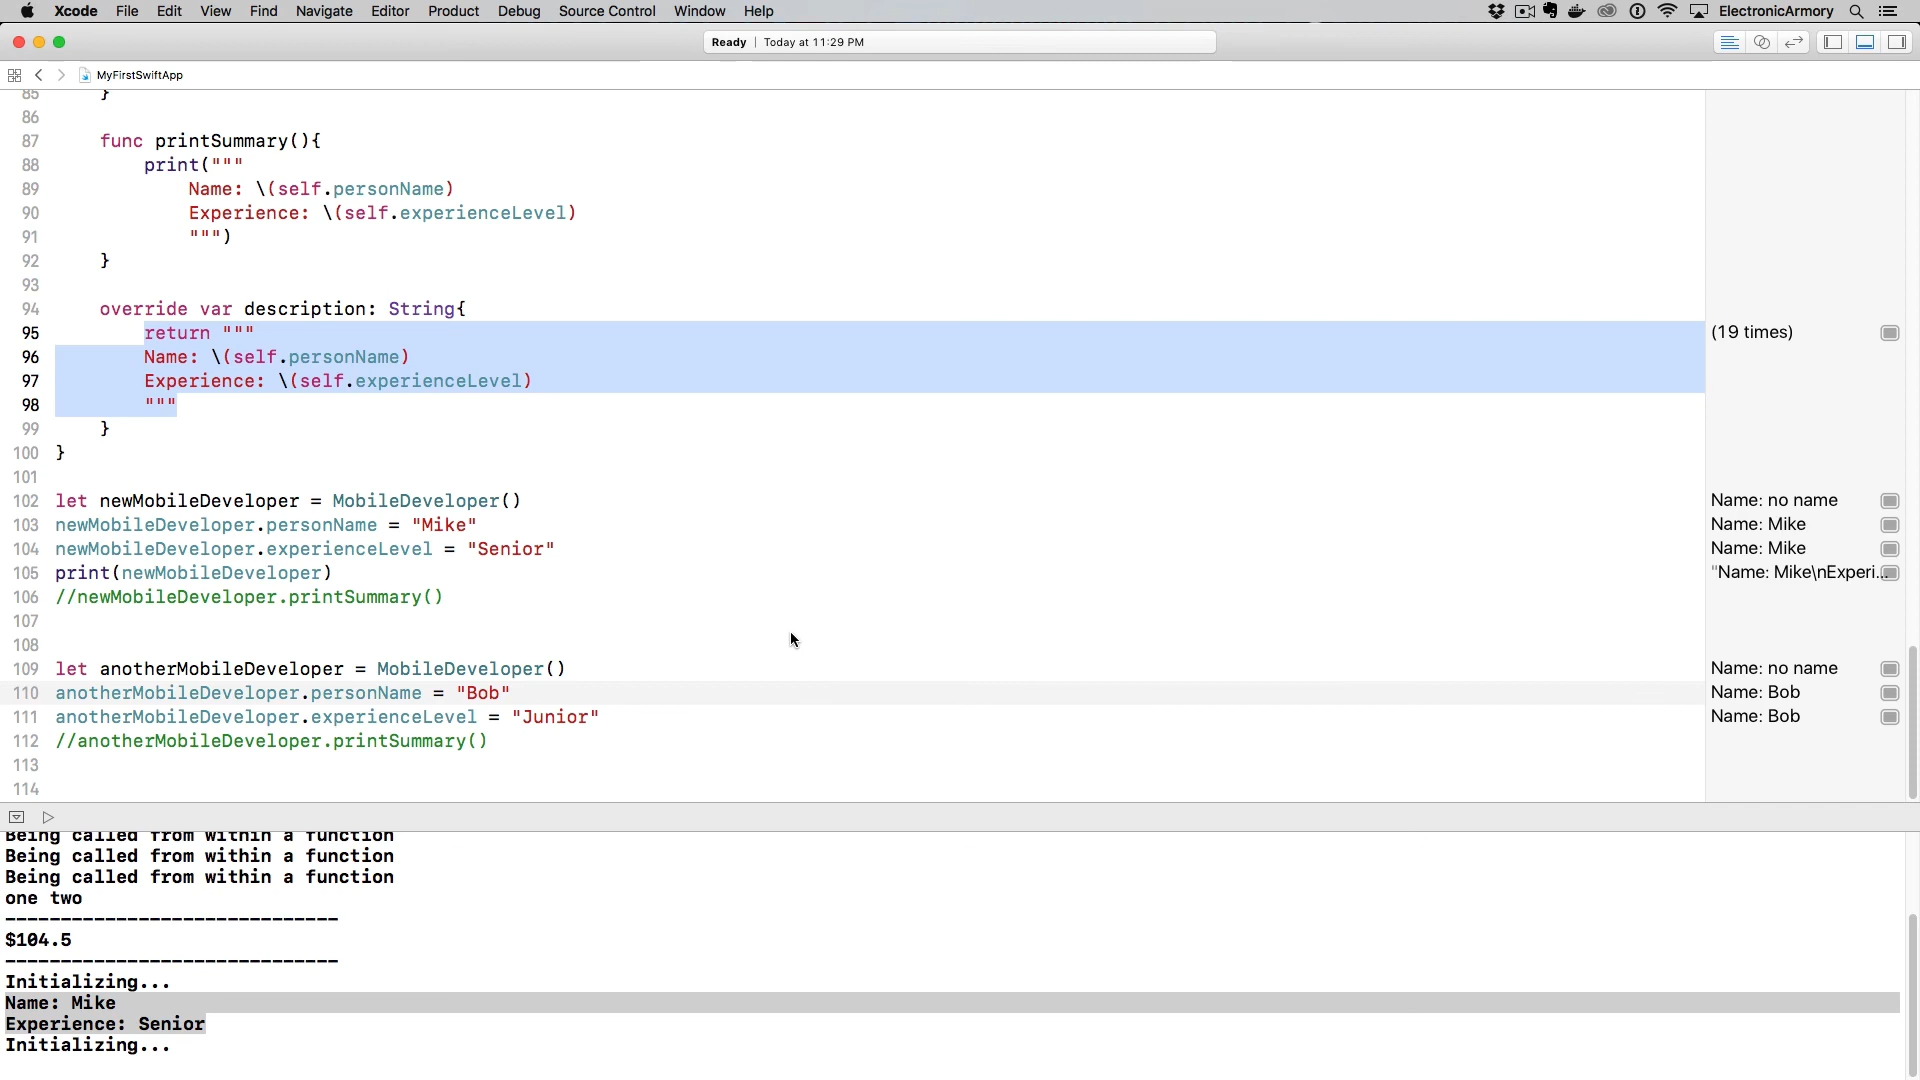 Xcode File Edit View Find Navigate Editor Product Debug Source Control Window Help ElectronicArmory
Ready | Today at 11:29 PM
MyFirstSwiftApp
85 }
86
87 func printSummary(){
88 print("""
89 Name: \(self.personName)
90 Experience: \(self.experienceLevel)
91 """)
92 }
93
94 override var description: String{
95 return """ (19 times)
96 Name: \(self.personName)
97 Experience: \(self.experienceLevel)
98 """
99 }
100 }
101
102 let newMobileDeveloper = MobileDeveloper() Name: no name
103 newMobileDeveloper.personName = "Mike" Name: Mike
104 newMobileDeveloper.experienceLevel = "Senior" Name: Mike
105 print(newMobileDeveloper) "Name: Mike\nExperi...
106 //newMobileDeveloper.printSummary()
107
108
109 let anotherMobileDeveloper = MobileDeveloper() Name: no name
110 anotherMobileDeveloper.personName = "Bob" Name: Bob
111 anotherMobileDeveloper.experienceLevel = "Junior" Name: Bob
112 //anotherMobileDeveloper.printSummary()
113
114
Being called from within a function
Being called from within a function
Being called from within a function
one two
------------------------------
$104.5
------------------------------
Initializing...
Name: Mike
Experience: Senior
Initializing...